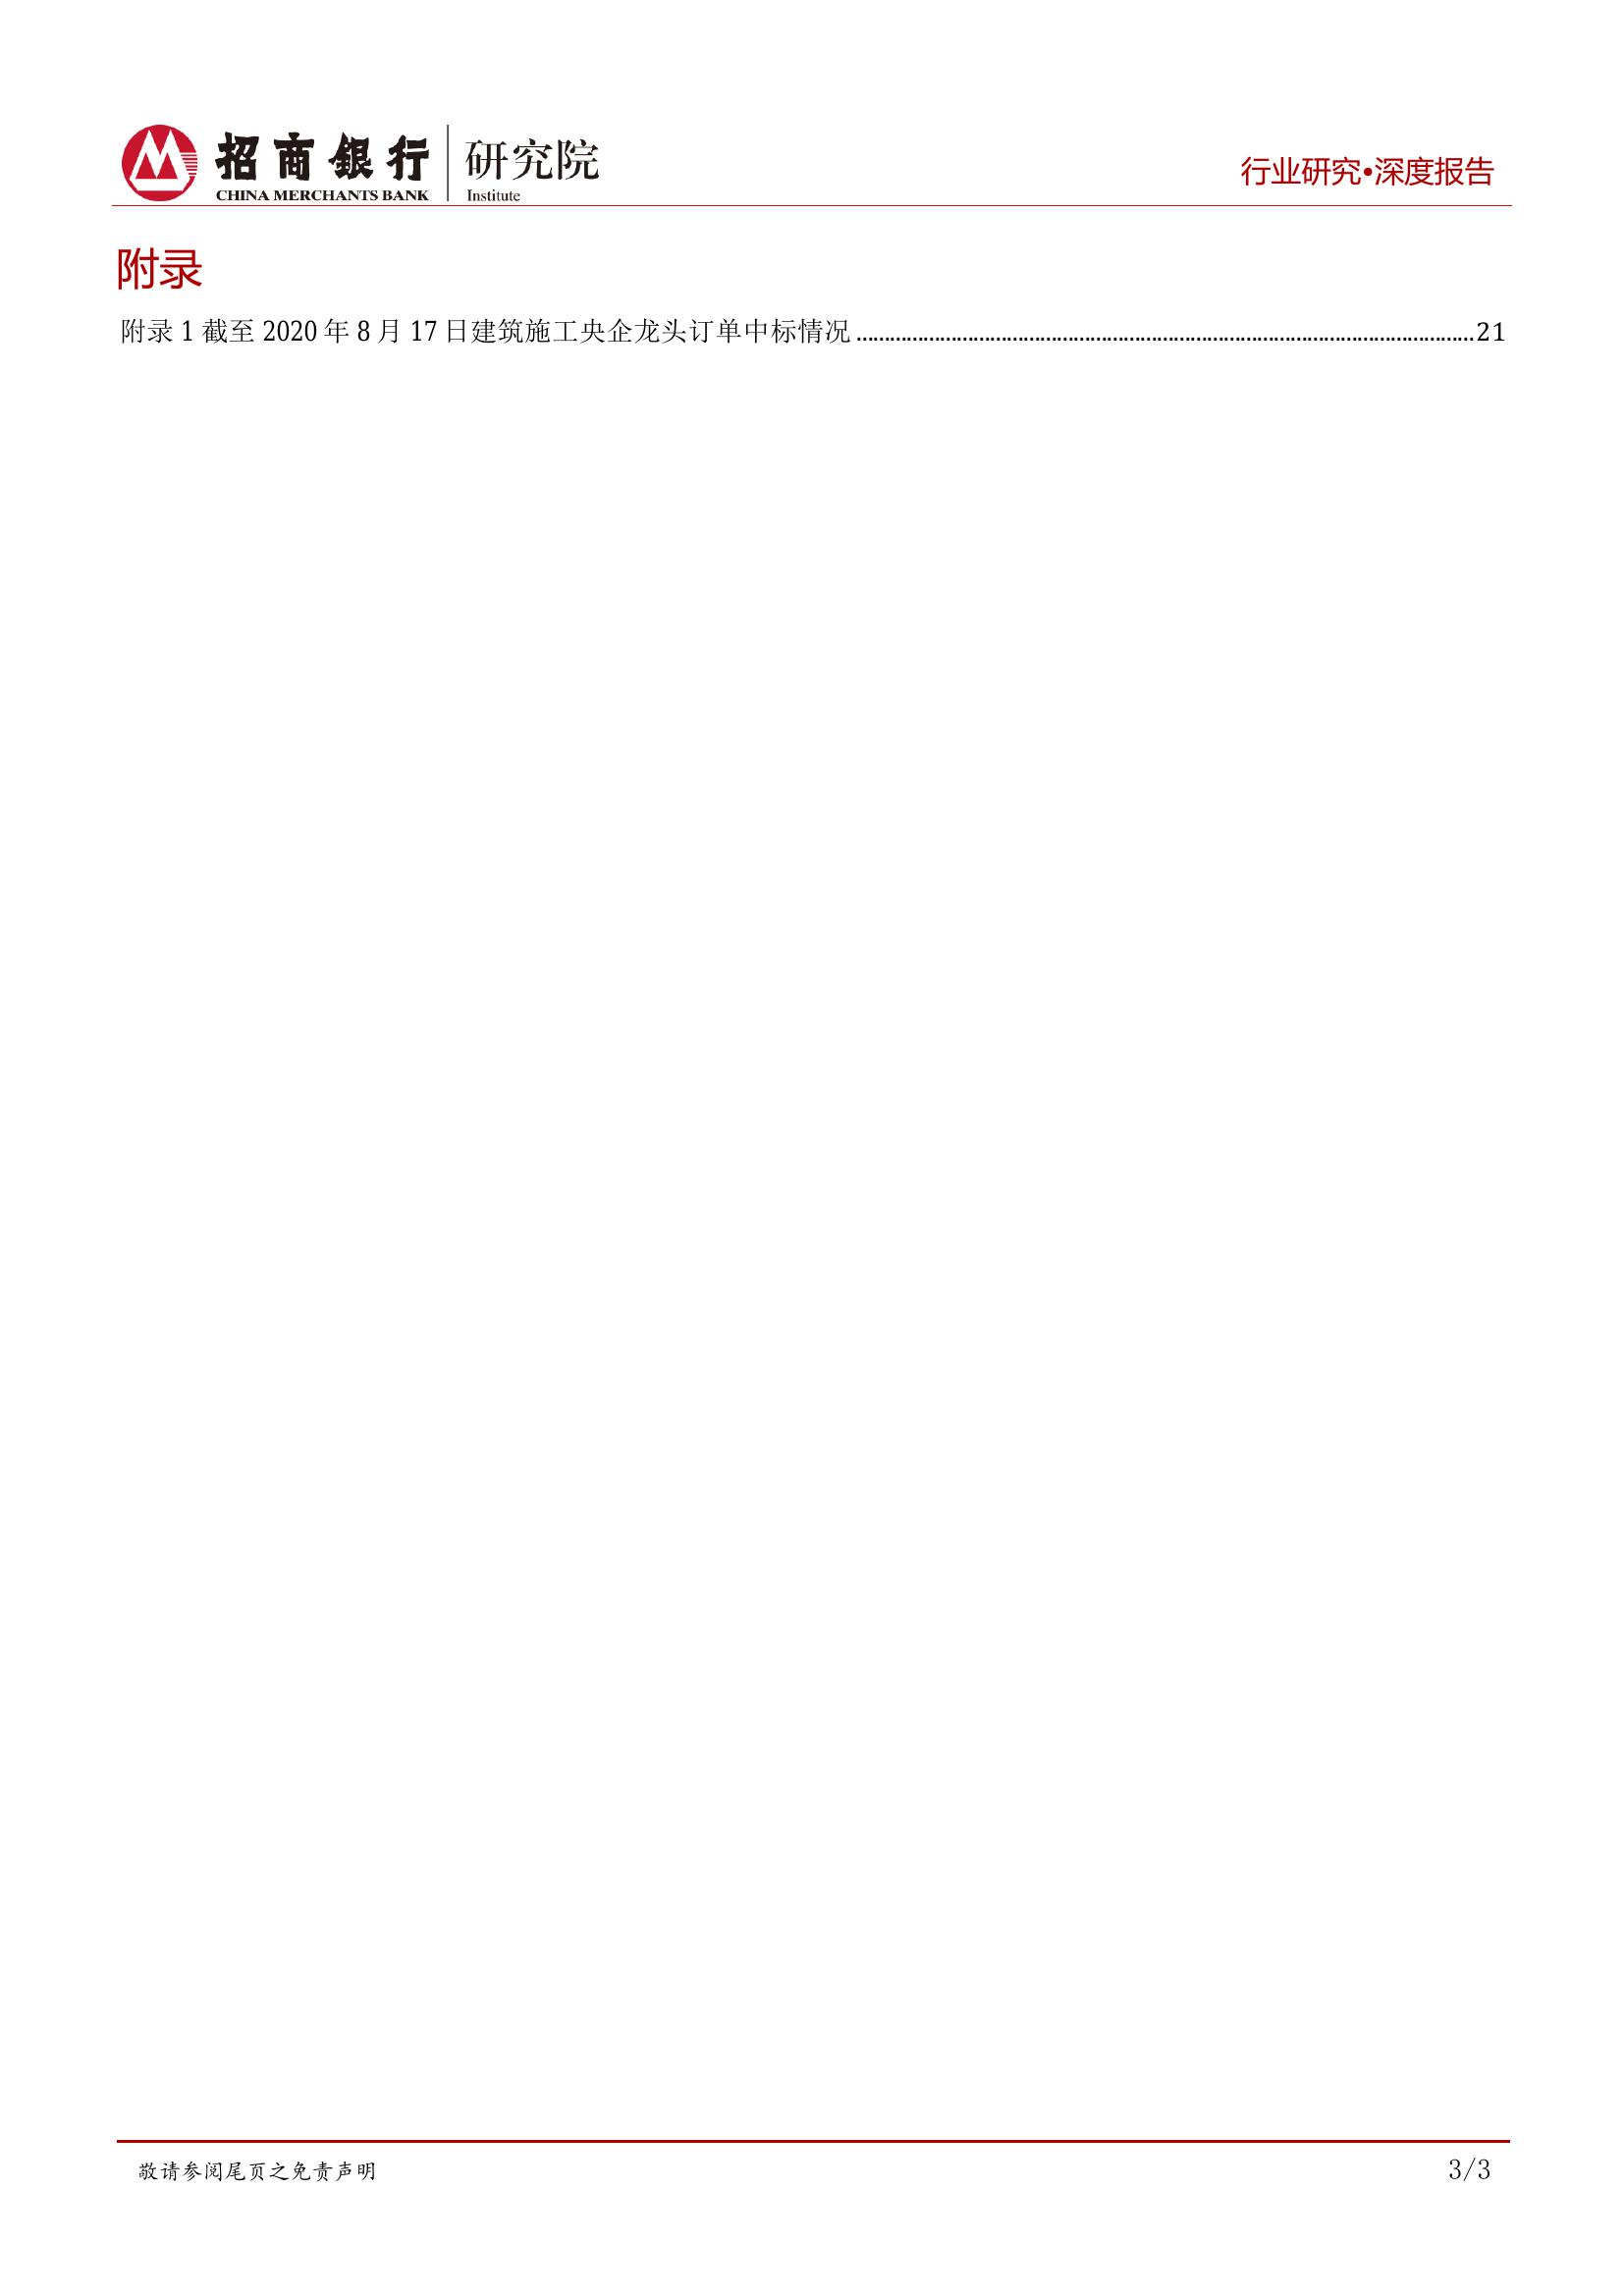 招商銀行 研究院
CHINA MERCHANTS BANK Institute
行业研究•深度报告
附录
附录 1 截至 2020 年 8 月 17 日建筑施工央企龙头订单中标情况........................................................................................................21
敬请参阅尾页之免责声明 3/3